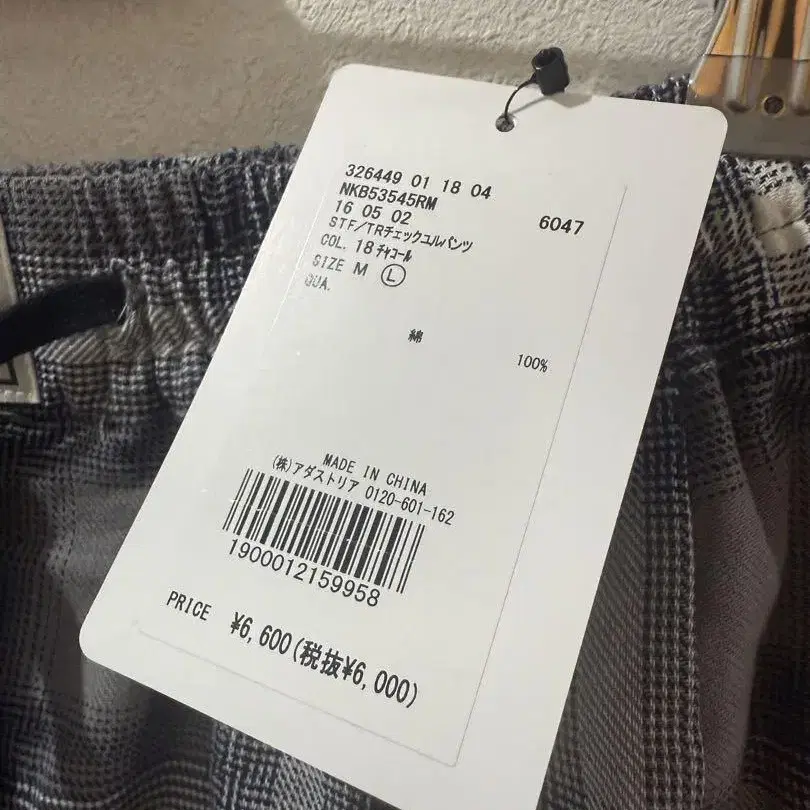 326449 01 18 04
NKB53545RM 6047
16 05 02
STF/TRチェックユルパンツ
COL. 18 ﾁｬｺｰﾙ
SIZE M Ⓛ
QUA.
綿 100%
MADE IN CHINA
(株)アダストリア 0120-601-162
1900012159958
PRICE ¥6,600(税抜¥6,000)